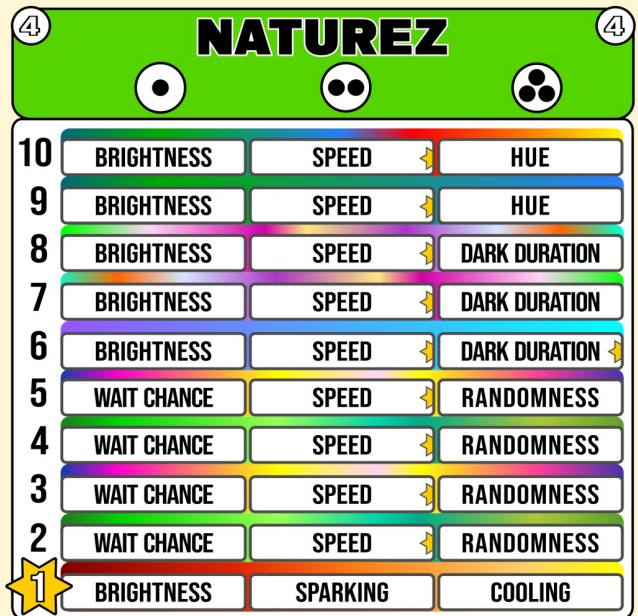 4 NATUREZ 4
10 BRIGHTNESS SPEED HUE
9 BRIGHTNESS SPEED HUE
8 BRIGHTNESS SPEED DARK DURATION
7 BRIGHTNESS SPEED DARK DURATION
6 BRIGHTNESS SPEED DARK DURATION
5 WAIT CHANCE SPEED RANDOMNESS
4 WAIT CHANCE SPEED RANDOMNESS
3 WAIT CHANCE SPEED RANDOMNESS
2 WAIT CHANCE SPEED RANDOMNESS
1 BRIGHTNESS SPARKING COOLING